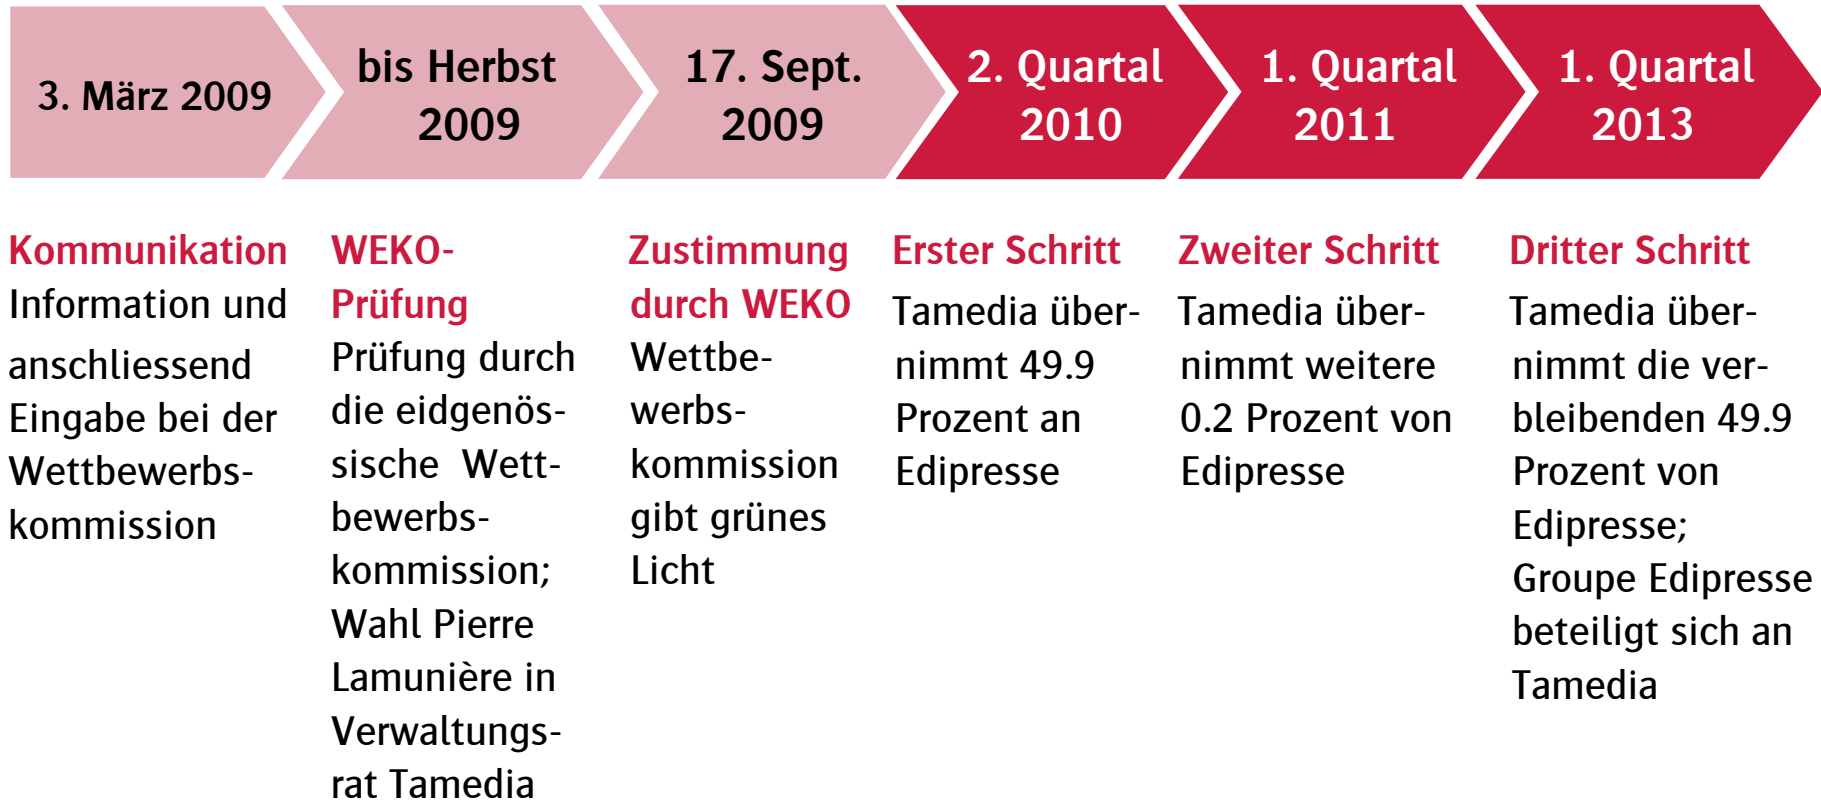 3. März 2009
bis Herbst
2009
17. Sept.
2009
2. Quartal
2010
1. Quartal
2011
1. Quartal
2013
Kommunikation
Information und
anschliessend
Eingabe bei der
Wettbewerbs-
kommission
WEKO-
Prüfung
Prüfung durch
die eidgenös-
sische Wett-
bewerbs-
kommission;
Wahl Pierre
Lamunière in
Verwaltungs-
rat Tamedia
Zustimmung
durch WEKO
Wettbe-
werbs-
kommission
gibt grünes
Licht
Erster Schritt
Tamedia über-
nimmt 49.9
Prozent an
Edipresse
Zweiter Schritt
Tamedia über-
nimmt weitere
0.2 Prozent von
Edipresse
Dritter Schritt
Tamedia über-
nimmt die ver-
bleibenden 49.9
Prozent von
Edipresse;
Groupe Edipresse
beteiligt sich an
Tamedia